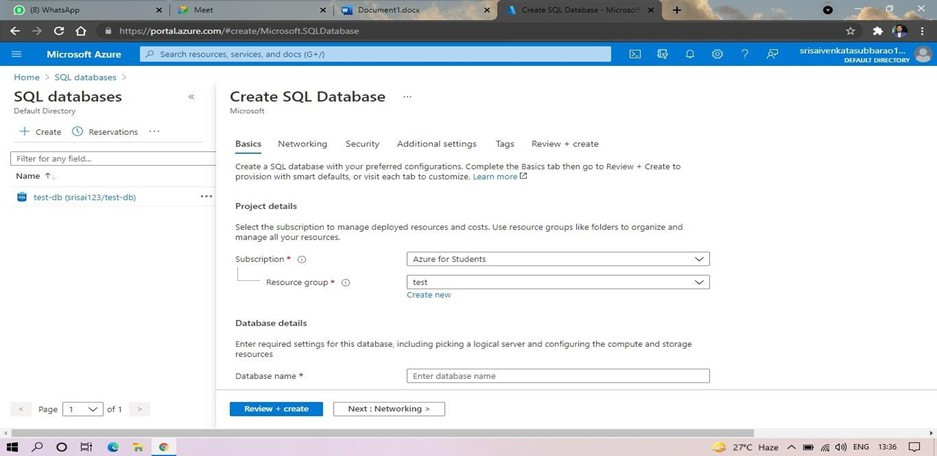 (8) WhatsApp
Meet
Document1.docx
Create SQL Database - Microsof
https://portal.azure.com/#create/Microsoft.SQLDatabase
Microsoft Azure
Search resources, services, and docs (G+/)
srisaivenkatasubbarao1...
DEFAULT DIRECTORY
Home > SQL databases >
SQL databases
Default Directory
Create
Reservations
Filter for any field...
Name ↑
test-db (srisai123/test-db)
Page 1 of 1
Create SQL Database ...
Microsoft
Basics Networking Security Additional settings Tags Review + create
Create a SQL database with your preferred configurations. Complete the Basics tab then go to Review + Create to
provision with smart defaults, or visit each tab to customize. Learn more
Project details
Select the subscription to manage deployed resources and costs. Use resource groups like folders to organize and
manage all your resources.
Subscription * Azure for Students
Resource group * test
Create new
Database details
Enter required settings for this database, including picking a logical server and configuring the compute and storage
resources
Database name * Enter database name
Review + create
Next : Networking >
27°C Haze
ENG
13:36